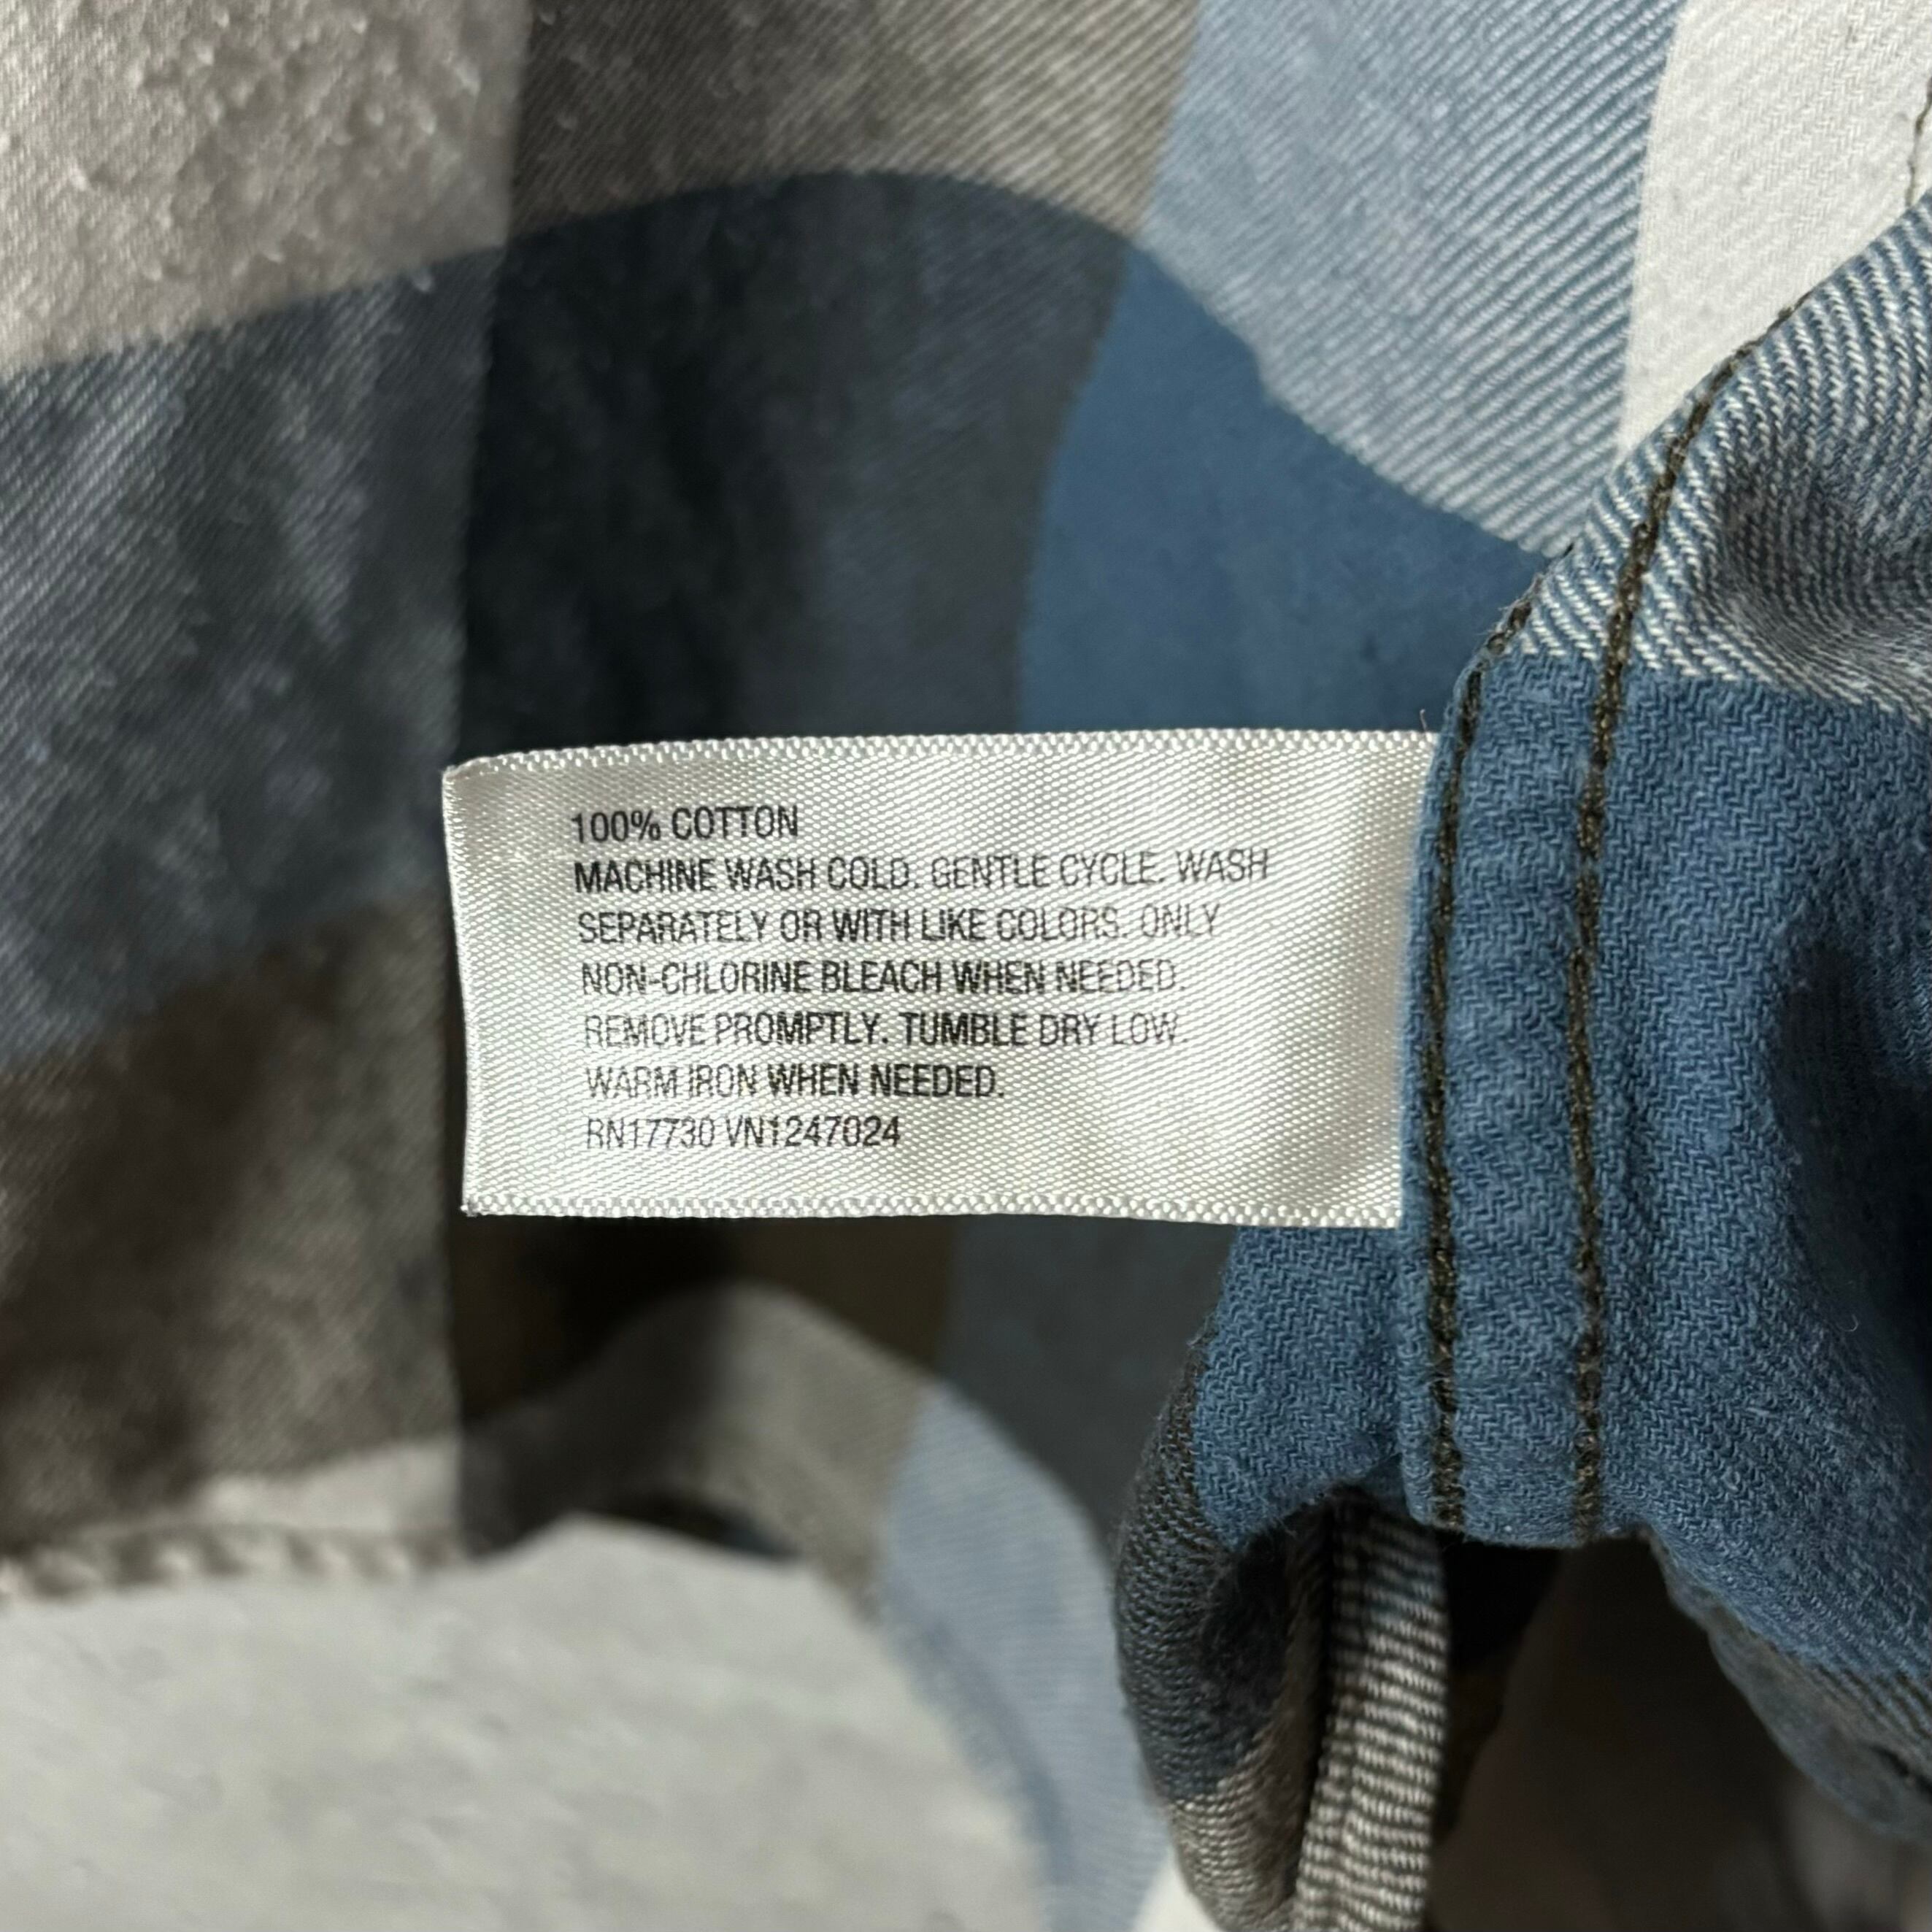 100% COTTON
MACHINE WASH COLD. GENTLE CYCLE. WASH
SEPARATELY OR WITH LIKE COLORS. ONLY
NON-CHLORINE BLEACH WHEN NEEDED.
REMOVE PROMPTLY. TUMBLE DRY LOW.
WARM IRON WHEN NEEDED.
RN17730 VN1247024